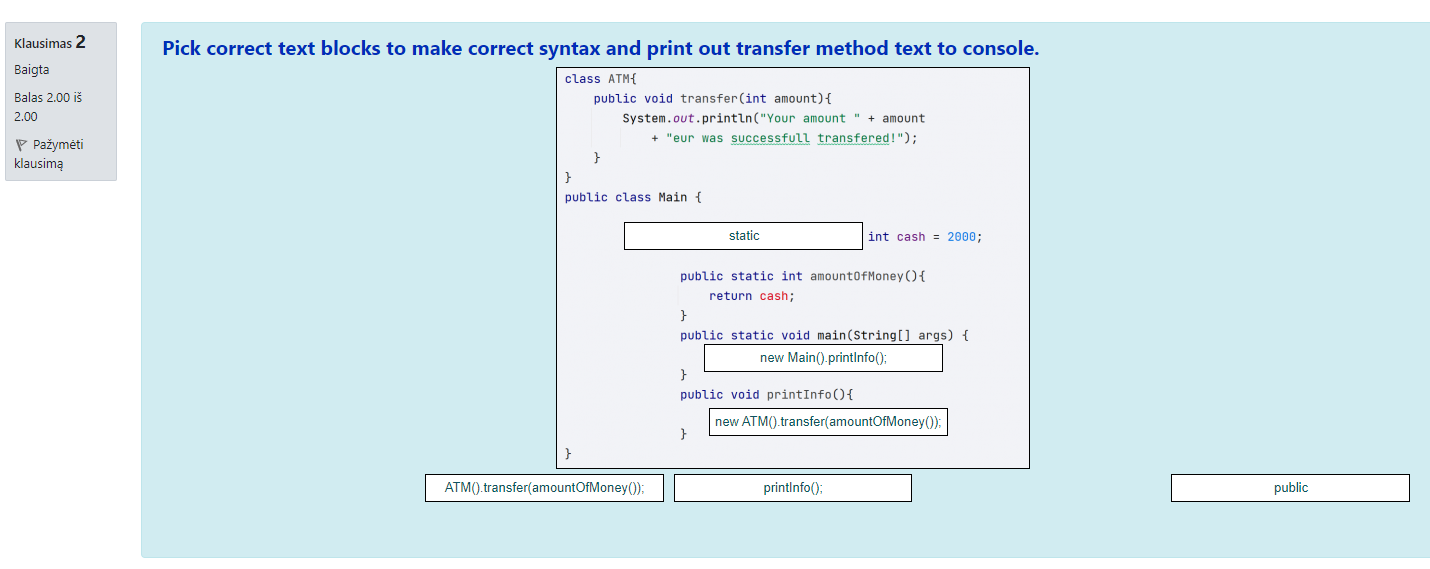 Klausimas 2
Baigta
Balas 2.00 iš
2.00
Pažymėti
klausimą
Pick correct text blocks to make correct syntax and print out transfer method text to console.
class ATM{
public void transfer(int amount){
System.out.println("Your amount " + amount
+ "eur was successfull transfered!");
}
}
public class Main {
static int cash = 2000;
public static int amountOfMoney(){
return cash;
}
public static void main(String[] args) {
new Main().printInfo();
}
public void printInfo(){
new ATM().transfer(amountOfMoney());
}
}
ATM().transfer(amountOfMoney()); printInfo(); public